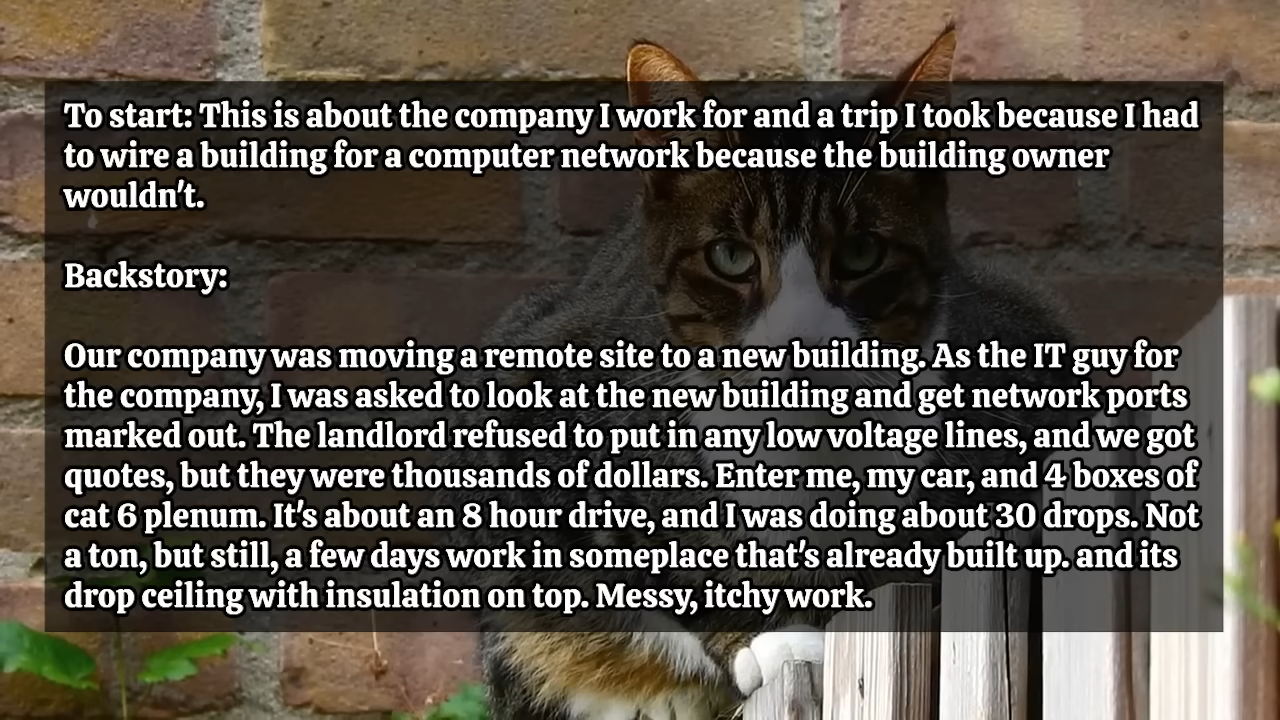 To start: This is about the company I work for and a trip I took because I had
to wire a building for a computer network because the building owner
wouldn't.
Backstory:
Our company was moving a remote site to a new building. As the IT guy for
the company, I was asked to look at the new building and get network ports
marked out. The landlord refused to put in any low voltage lines, and we got
quotes, but they were thousands of dollars. Enter me, my car, and 4 boxes of
cat 6 plenum. It's about an 8 hour drive, and I was doing about 30 drops. Not
a ton, but still, a few days work in someplace that's already built up. and its
drop ceiling with insulation on top. Messy, itchy work.